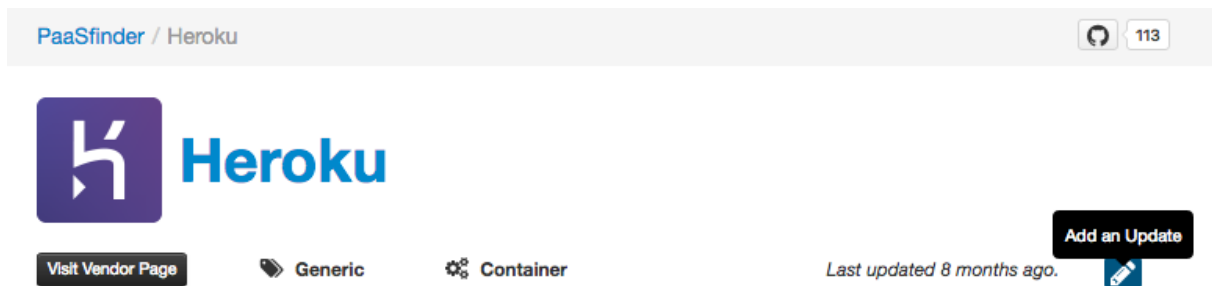 PaaSfinder / Heroku
113
Heroku
Add an Update
Visit Vendor Page
Generic
Container
Last updated 8 months ago.